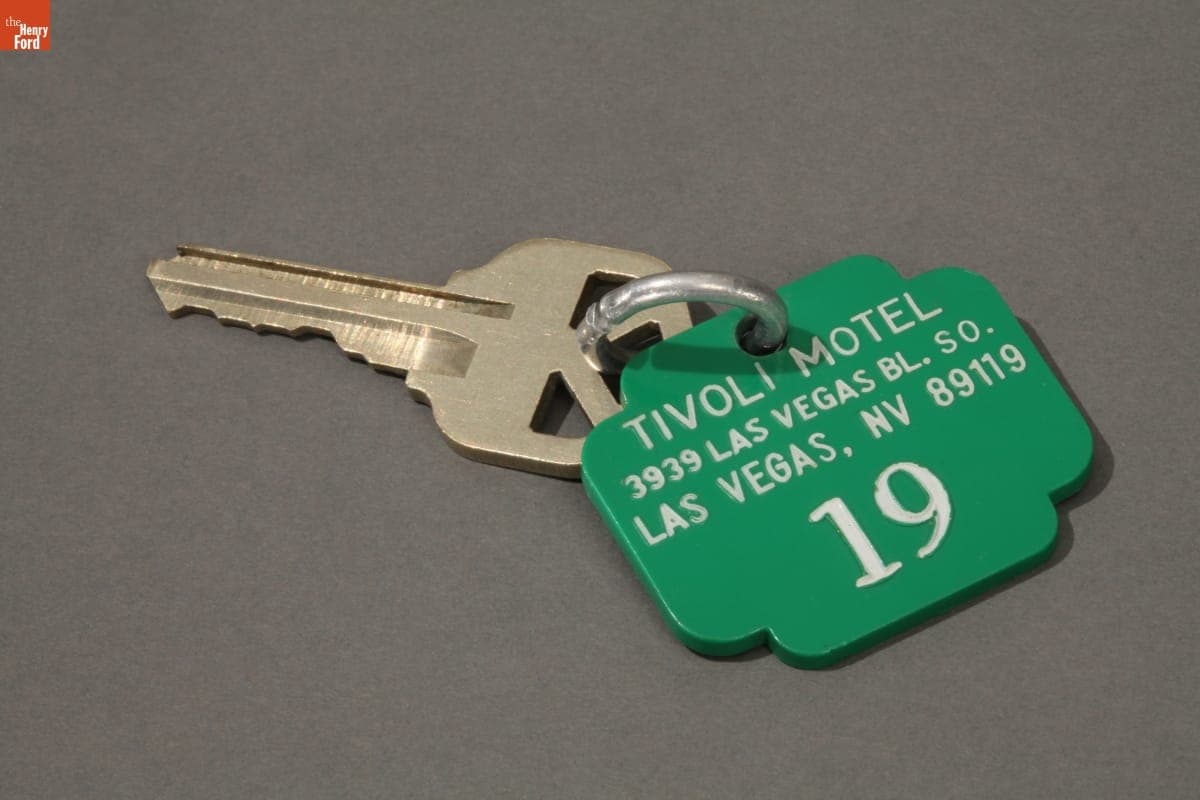 the
Henry
Ford
TIVOLI MOTEL
3939 LAS VEGAS BL. SO.
LAS VEGAS, NV 89119
19